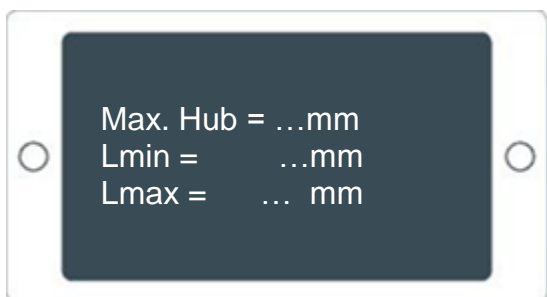 Max. Hub = …mm
Lmin = …mm
Lmax = … mm